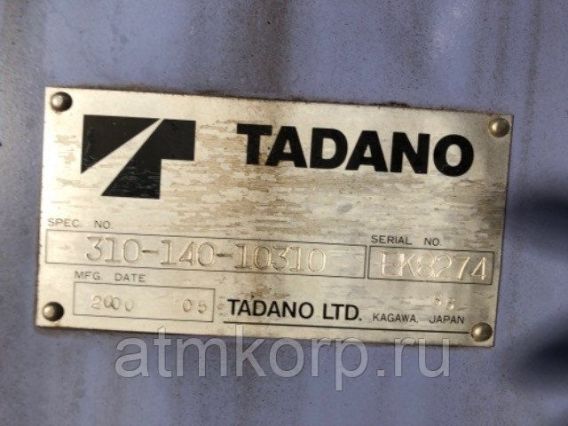 TADANO
SPEC. NO. SERIAL NO.
310-140-10310 EK8274
MFG. DATE
2000 05 TADANO LTD. KAGAWA, JAPAN
atmkorp.ru